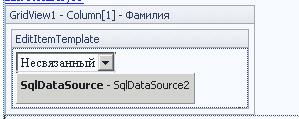 GridView1 - Column[1] - Фамилия
EditItemTemplate
Несвязанный
SqlDataSource - SqlDataSource2